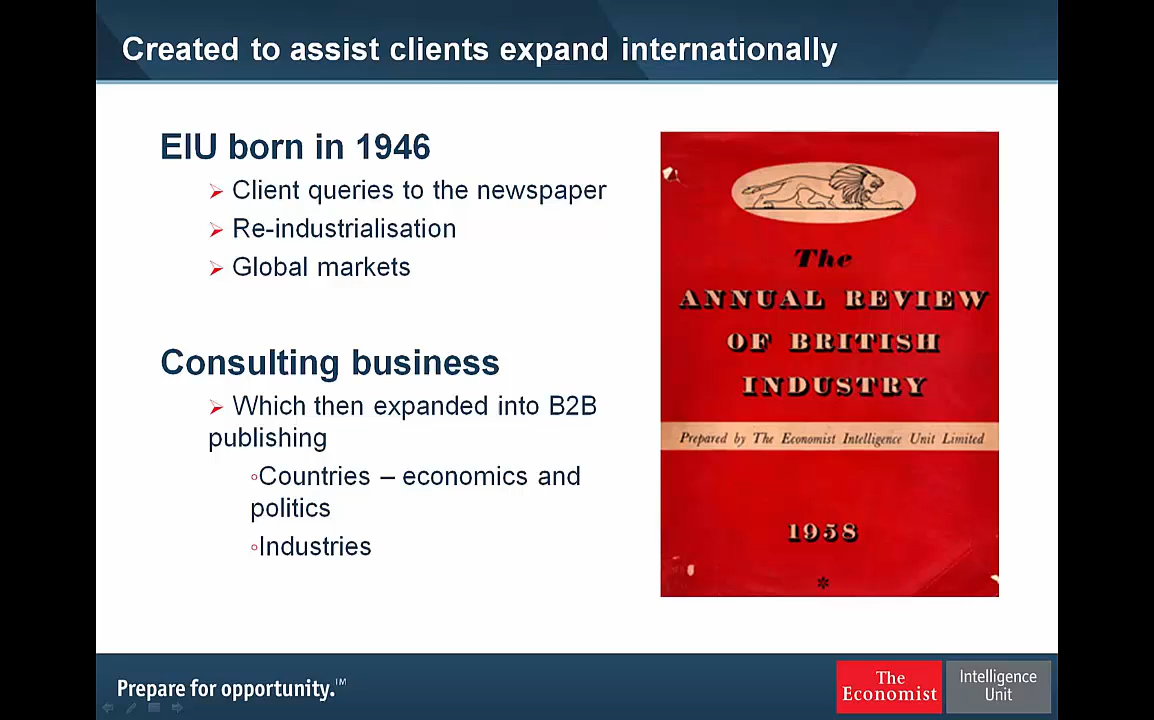 Created to assist clients expand internationally
EIU born in 1946
Client queries to the newspaper
Re-industrialisation
Global markets
Consulting business
Which then expanded into B2B
publishing
Countries – economics and
politics
Industries
The
ANNUAL REVIEW
OF BRITISH
INDUSTRY
Prepared by The Economist Intelligence Unit Limited
1958
*
Prepare for opportunity.™
The
Economist
Intelligence
Unit